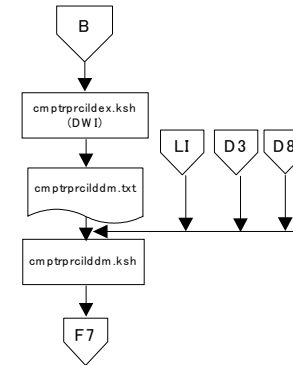 B
cmptrprcildex.ksh
(DWI)
LI
D3
D8
cmptrprcilddm.txt
cmptrprcilddm.ksh
F7